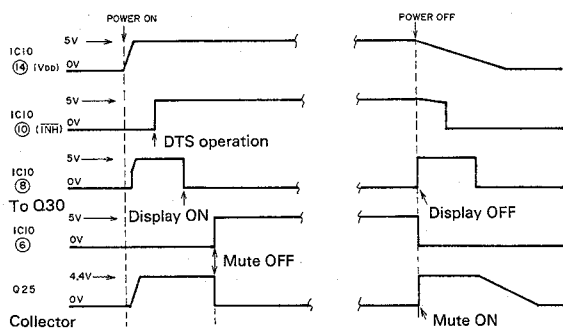 POWER ON POWER OFF
5V
IC10
⑭ (VDD) 0V
5V
IC10
⑩ (INH) 0V
DTS operation
5V
IC10
⑧ 0V
To Q30
Display ON
Display OFF
5V
IC10
⑥ 0V
Mute OFF
4.4V
Q25
0V
Collector
Mute ON